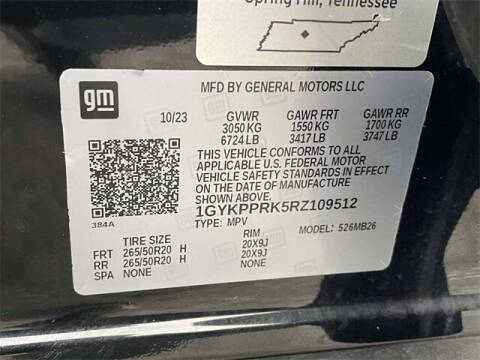 Spring Hill, Tennessee
gm
MFD BY GENERAL MOTORS LLC
10/23 GVWR GAWR FRT GAWR RR
3050 KG 1550 KG 1700 KG
6724 LB 3417 LB 3747 LB
THIS VEHICLE CONFORMS TO ALL
APPLICABLE U.S. FEDERAL MOTOR
VEHICLE SAFETY STANDARDS IN EFFECT
ON THE DATE OF MANUFACTURE SHOWN ABOVE.
384A
1GYKPPRK5RZ109512
TYPE: MPV MODEL: 526MB26
TIRE SIZE RIM
FRT 265/50R20 H 20X9J
RR 265/50R20 H 20X9J
SPA NONE NONE